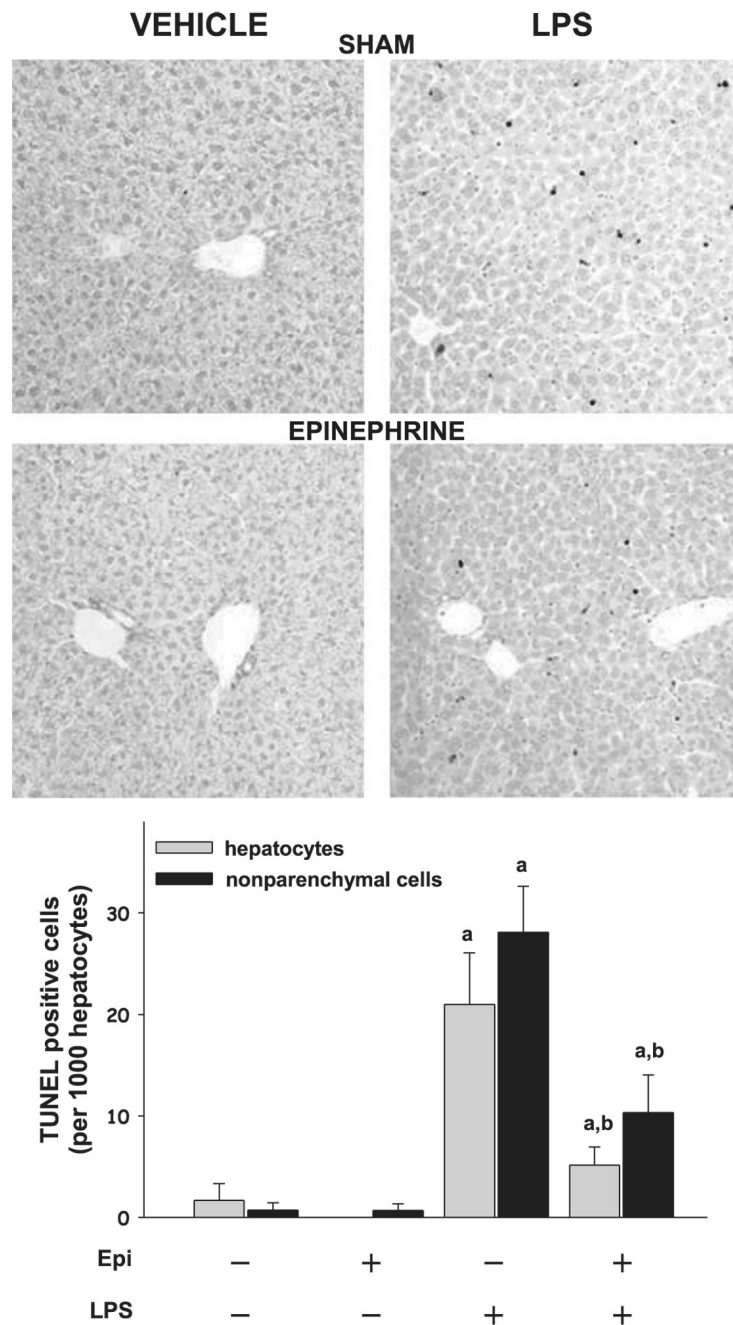 VEHICLE LPS
SHAM
EPINEPHRINE
hepatocytes
nonparenchymal cells
TUNEL positive cells
(per 1000 hepatocytes)
30
20
10
0
a
a
a,b
a,b
Epi − + − +
LPS − − + +